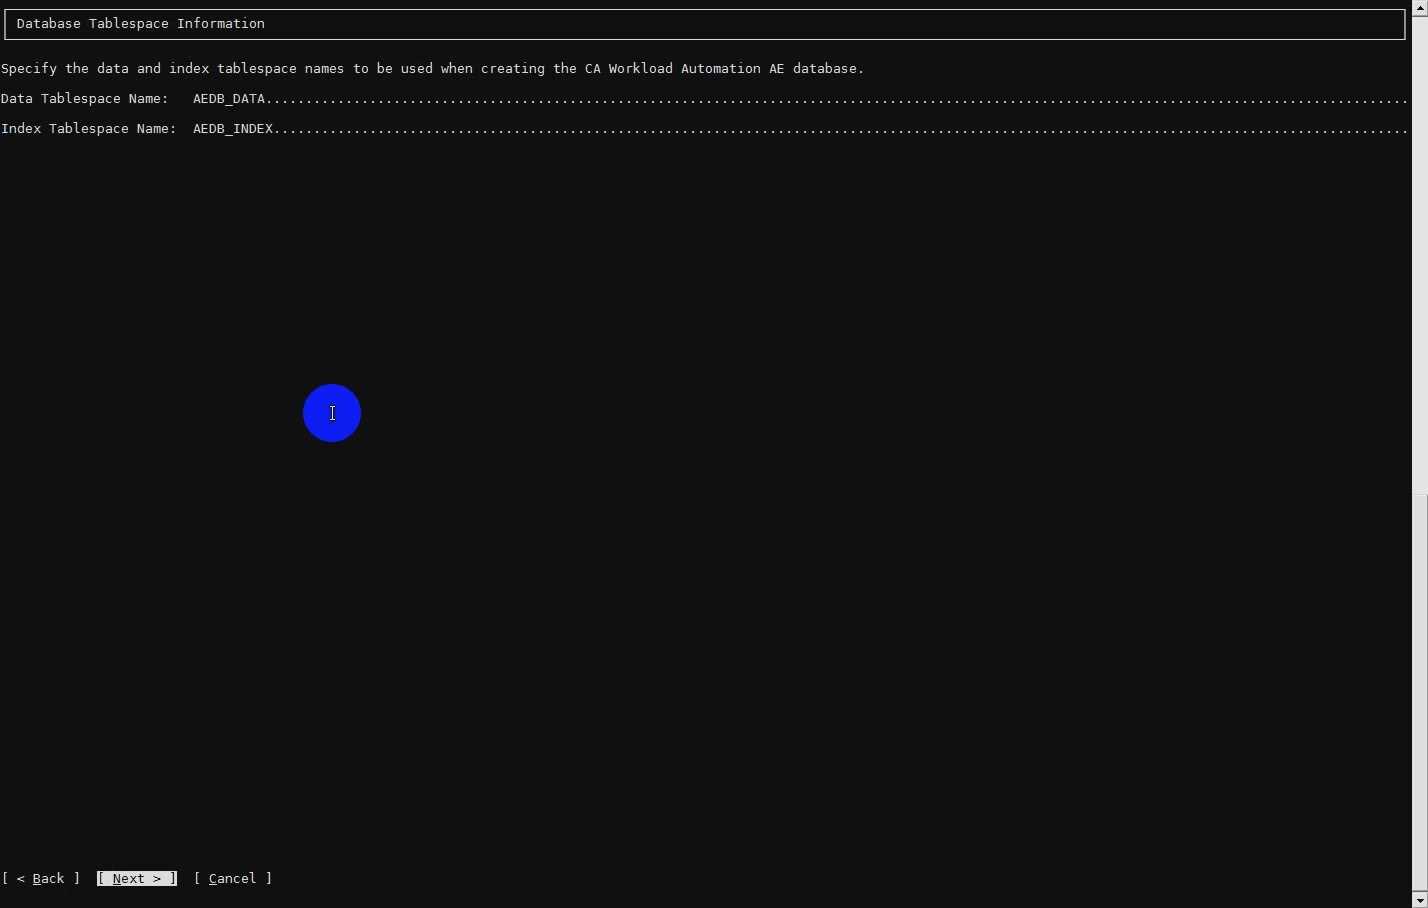 Database Tablespace Information
Specify the data and index tablespace names to be used when creating the CA Workload Automation AE database.
Data Tablespace Name: AEDB_DATA..............................................................................................................................................
Index Tablespace Name: AEDB_INDEX.............................................................................................................................................
[ < Back ] [ Next > ] [ Cancel ]